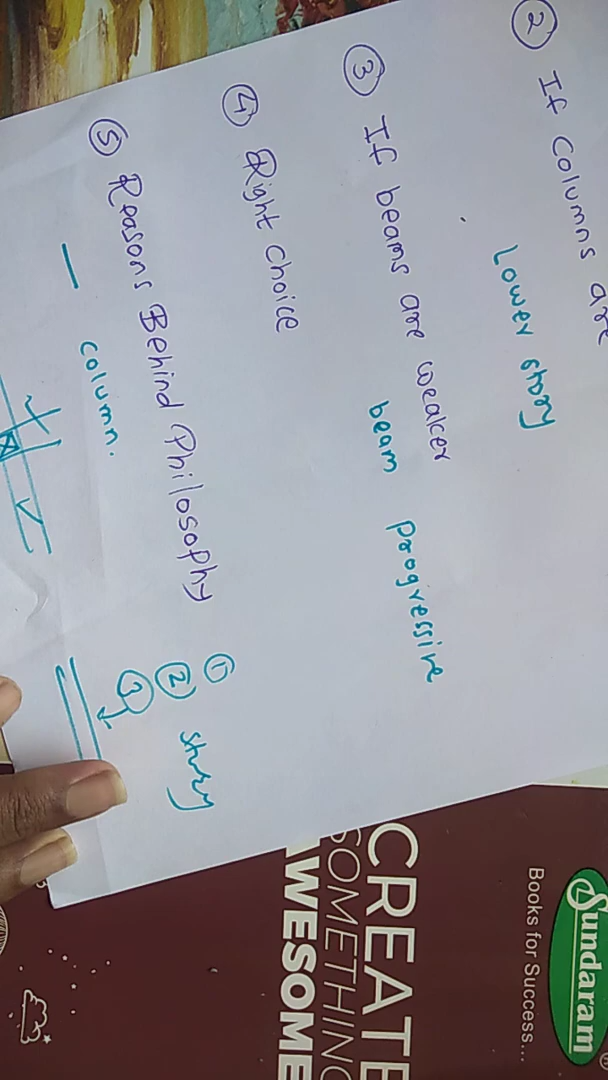 ② If columns are
Lower story
③ If beams are weaker
beam progressive
④ Right choice
⑤ Reasons Behind Philosophy
column.
①
② story
③
Sundaram
Books for Success...
CREATE
SOMETHING
AWESOME